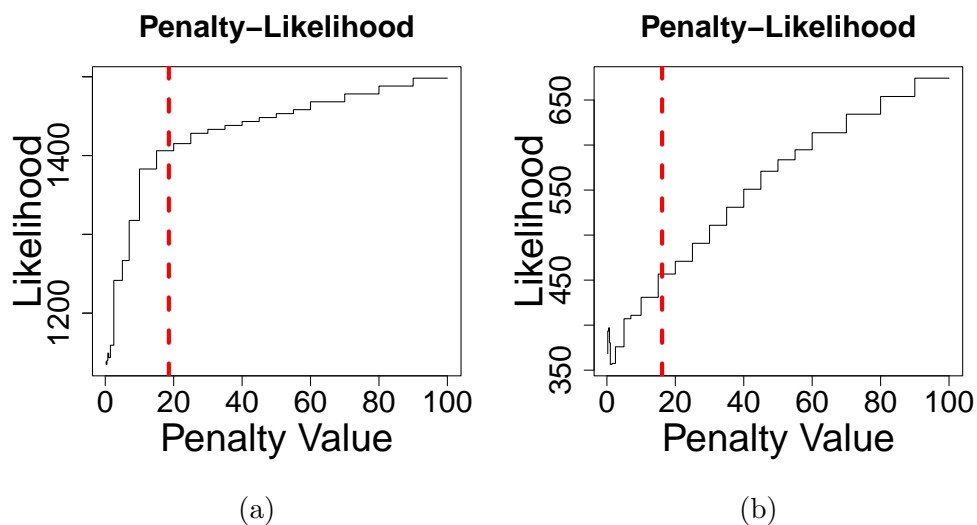 Penalty−Likelihood
Likelihood
1200
1400
0 20 40 60 80 100
Penalty Value
(a)
Penalty−Likelihood
Likelihood
350
450
550
650
0 20 40 60 80 100
Penalty Value
(b)